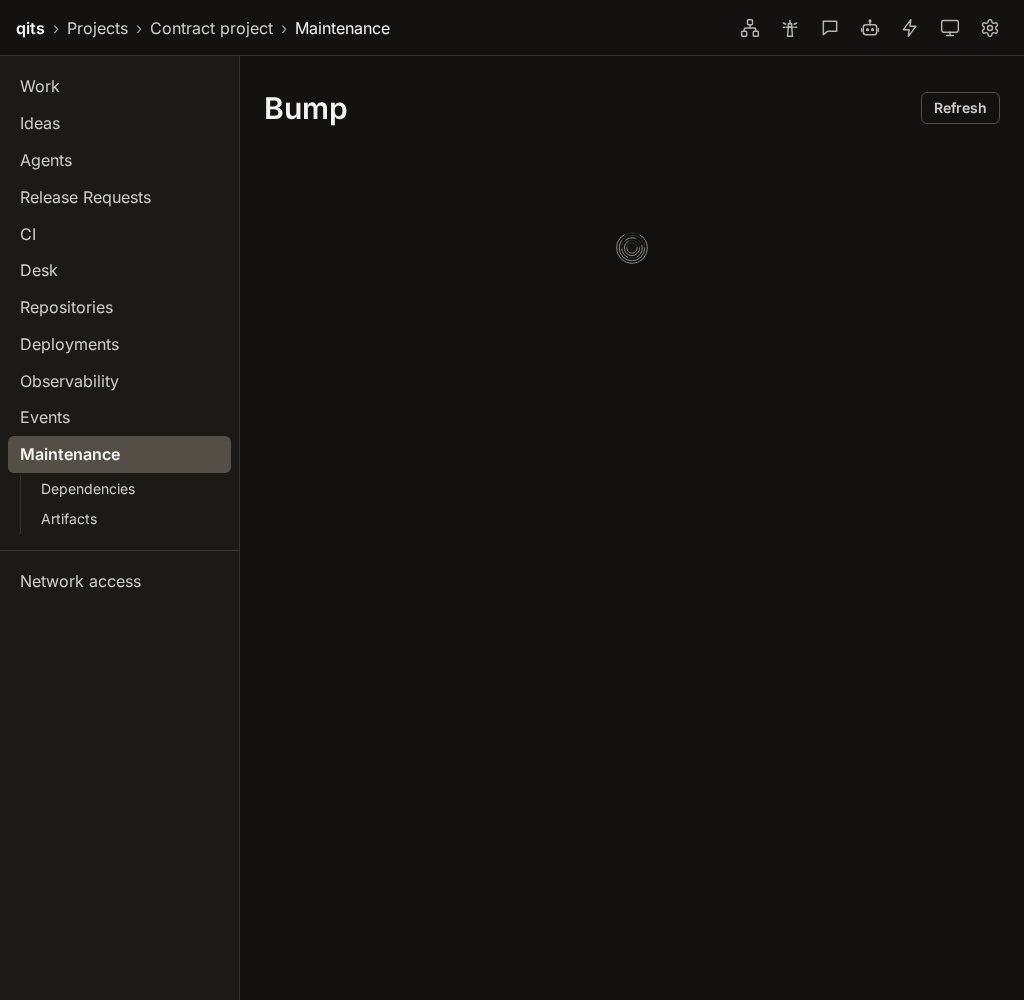 qits › Projects › Contract project › Maintenance
Work
Ideas
Agents
Release Requests
CI
Desk
Repositories
Deployments
Observability
Events
Maintenance
Dependencies
Artifacts
Network access
Bump
Refresh